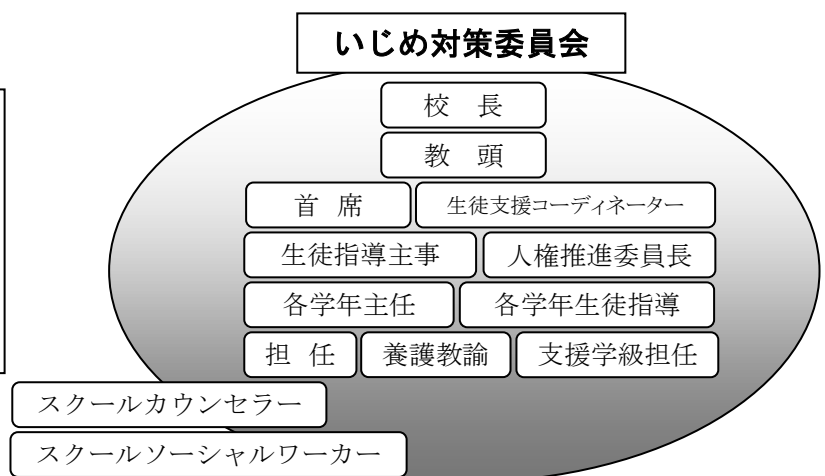 いじめ対策委員会
校　長
教　頭
首　席　生徒支援コーディネーター
生徒指導主事　人権推進委員長
各学年主任　各学年生徒指導
担　任　養護教諭　支援学級担任
スクールカウンセラー
スクールソーシャルワーカー